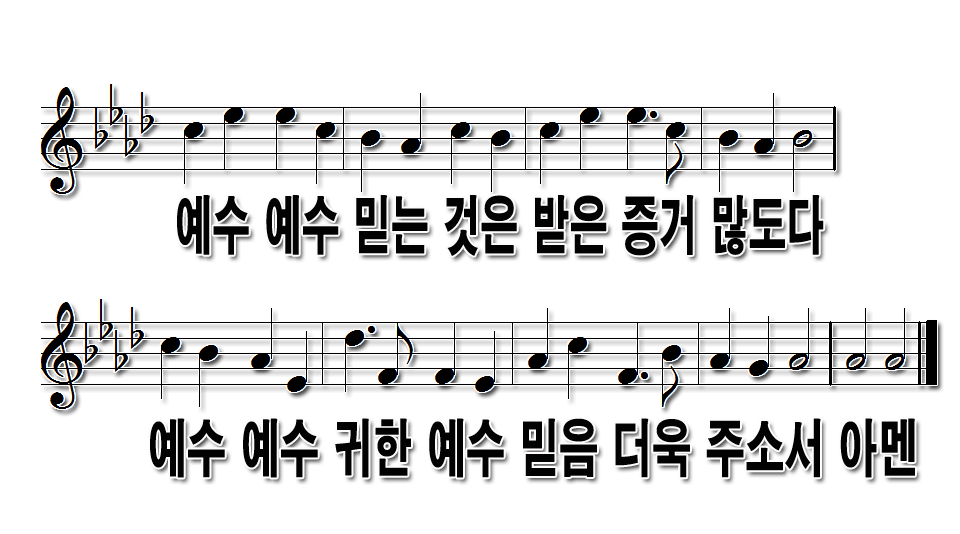 예수 예수 믿는 것은 받은 증거 많도다
예수 예수 귀한 예수 믿음 더욱 주소서 아멘